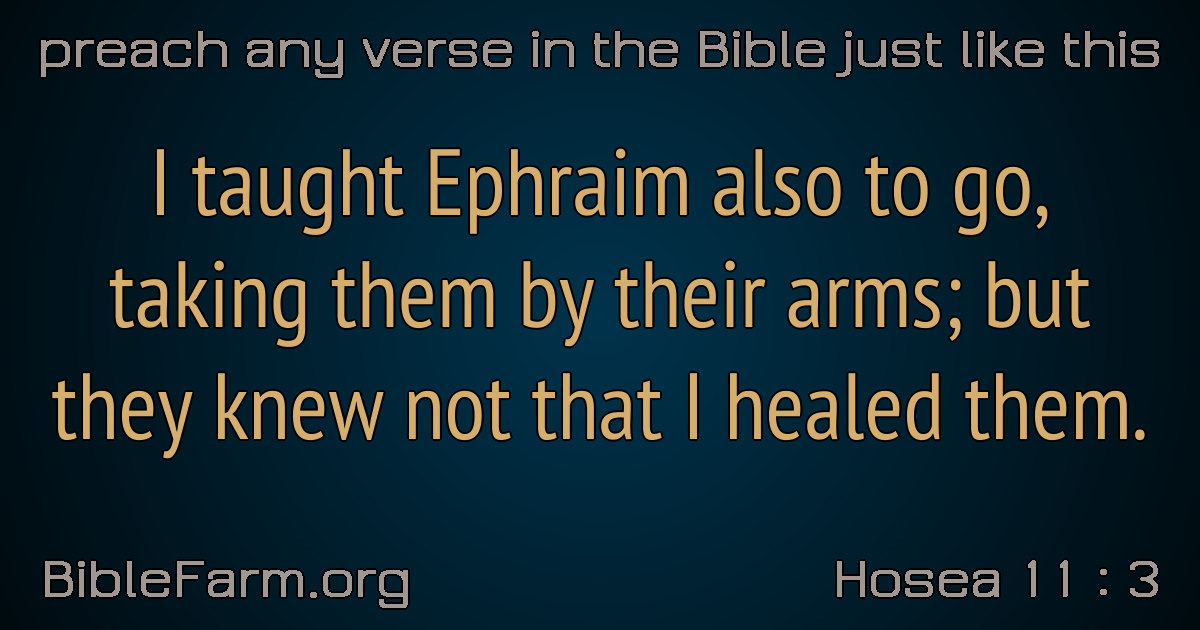 preach any verse in the Bible just like this
I taught Ephraim also to go,
taking them by their arms; but
they knew not that I healed them.
BibleFarm.org
Hosea 11 : 3